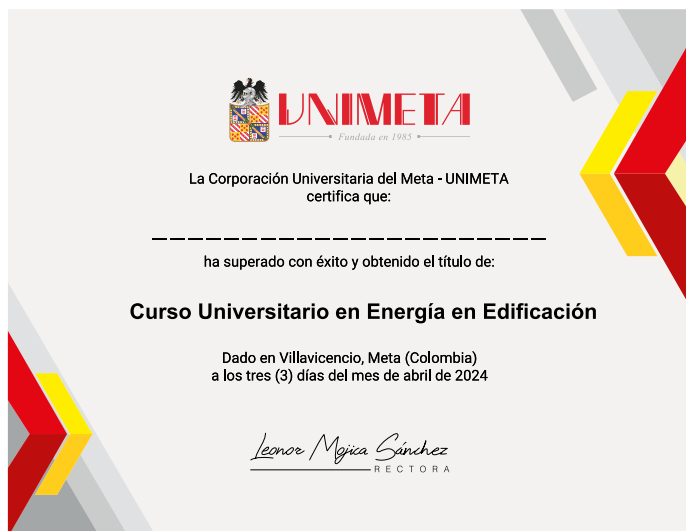 UNIMETA
Fundada en 1985
La Corporación Universitaria del Meta - UNIMETA
certifica que:
ha superado con éxito y obtenido el título de:
Curso Universitario en Energía en Edificación
Dado en Villavicencio, Meta (Colombia)
a los tres (3) días del mes de abril de 2024
Leonor Mojica Sánchez
RECTORA